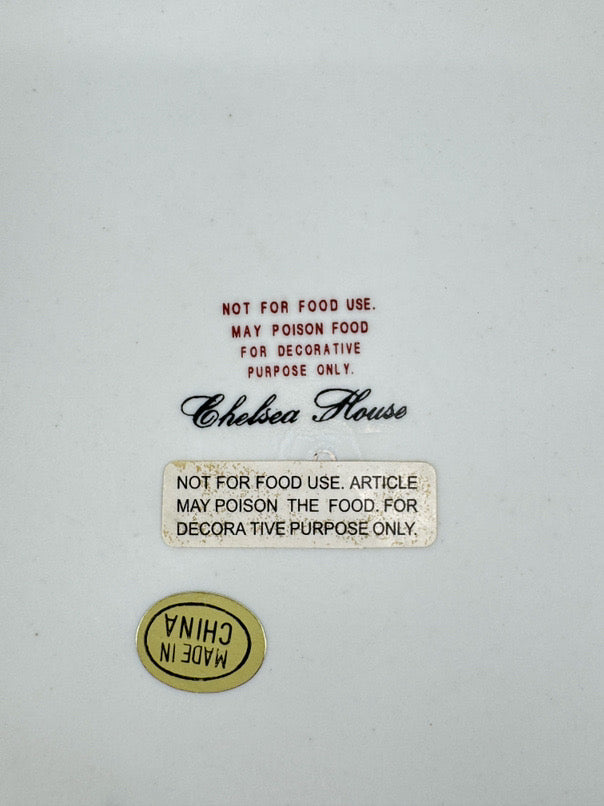 NOT FOR FOOD USE.
MAY POISON FOOD
FOR DECORATIVE
PURPOSE ONLY.
Chelsea House
NOT FOR FOOD USE. ARTICLE
MAY POISON THE FOOD. FOR
DECORA TIVE PURPOSE ONLY.
MADE IN
CHINA